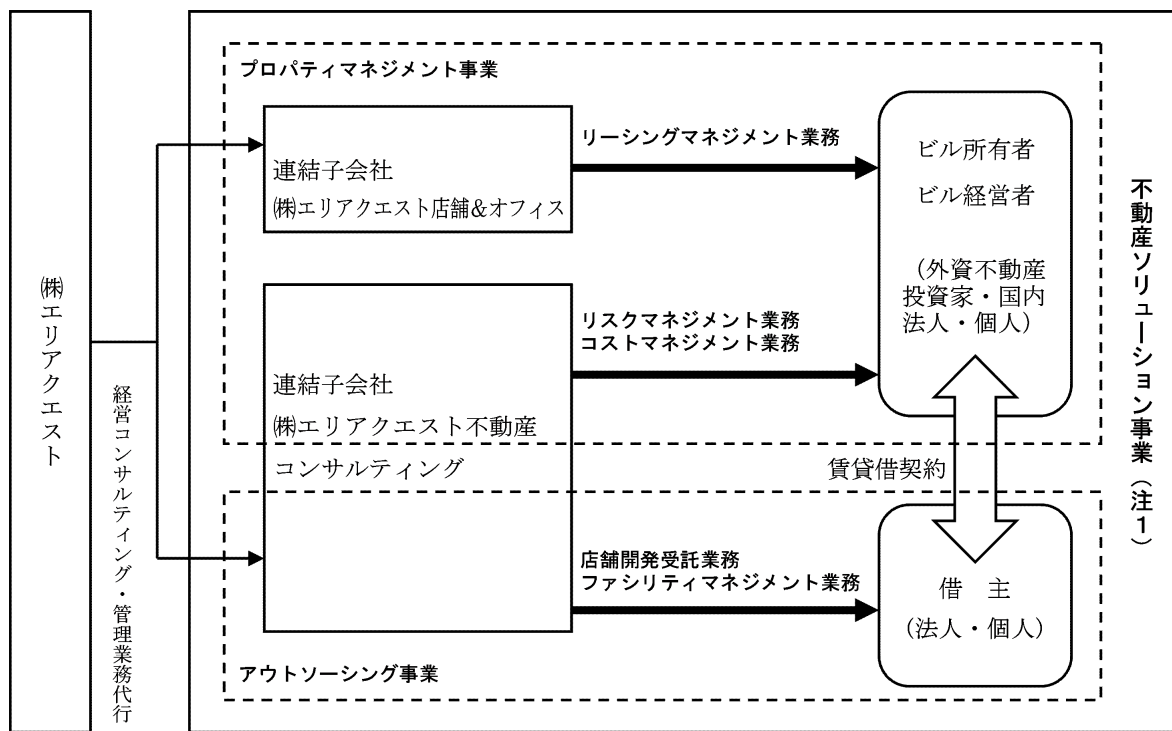 ㈱エリアクエスト
経営コンサルティング・管理業務代行
プロパティマネジメント事業
連結子会社
㈱エリアクエスト店舗&オフィス
リーシングマネジメント業務
ビル所有者
ビル経営者
（外資不動産
投資家・国内
法人・個人）
連結子会社
㈱エリアクエスト不動産
コンサルティング
リスクマネジメント業務
コストマネジメント業務
賃貸借契約
店舗開発受託業務
ファシリティマネジメント業務
借　主
（法人・個人）
アウトソーシング事業
不動産ソリューション事業（注１）